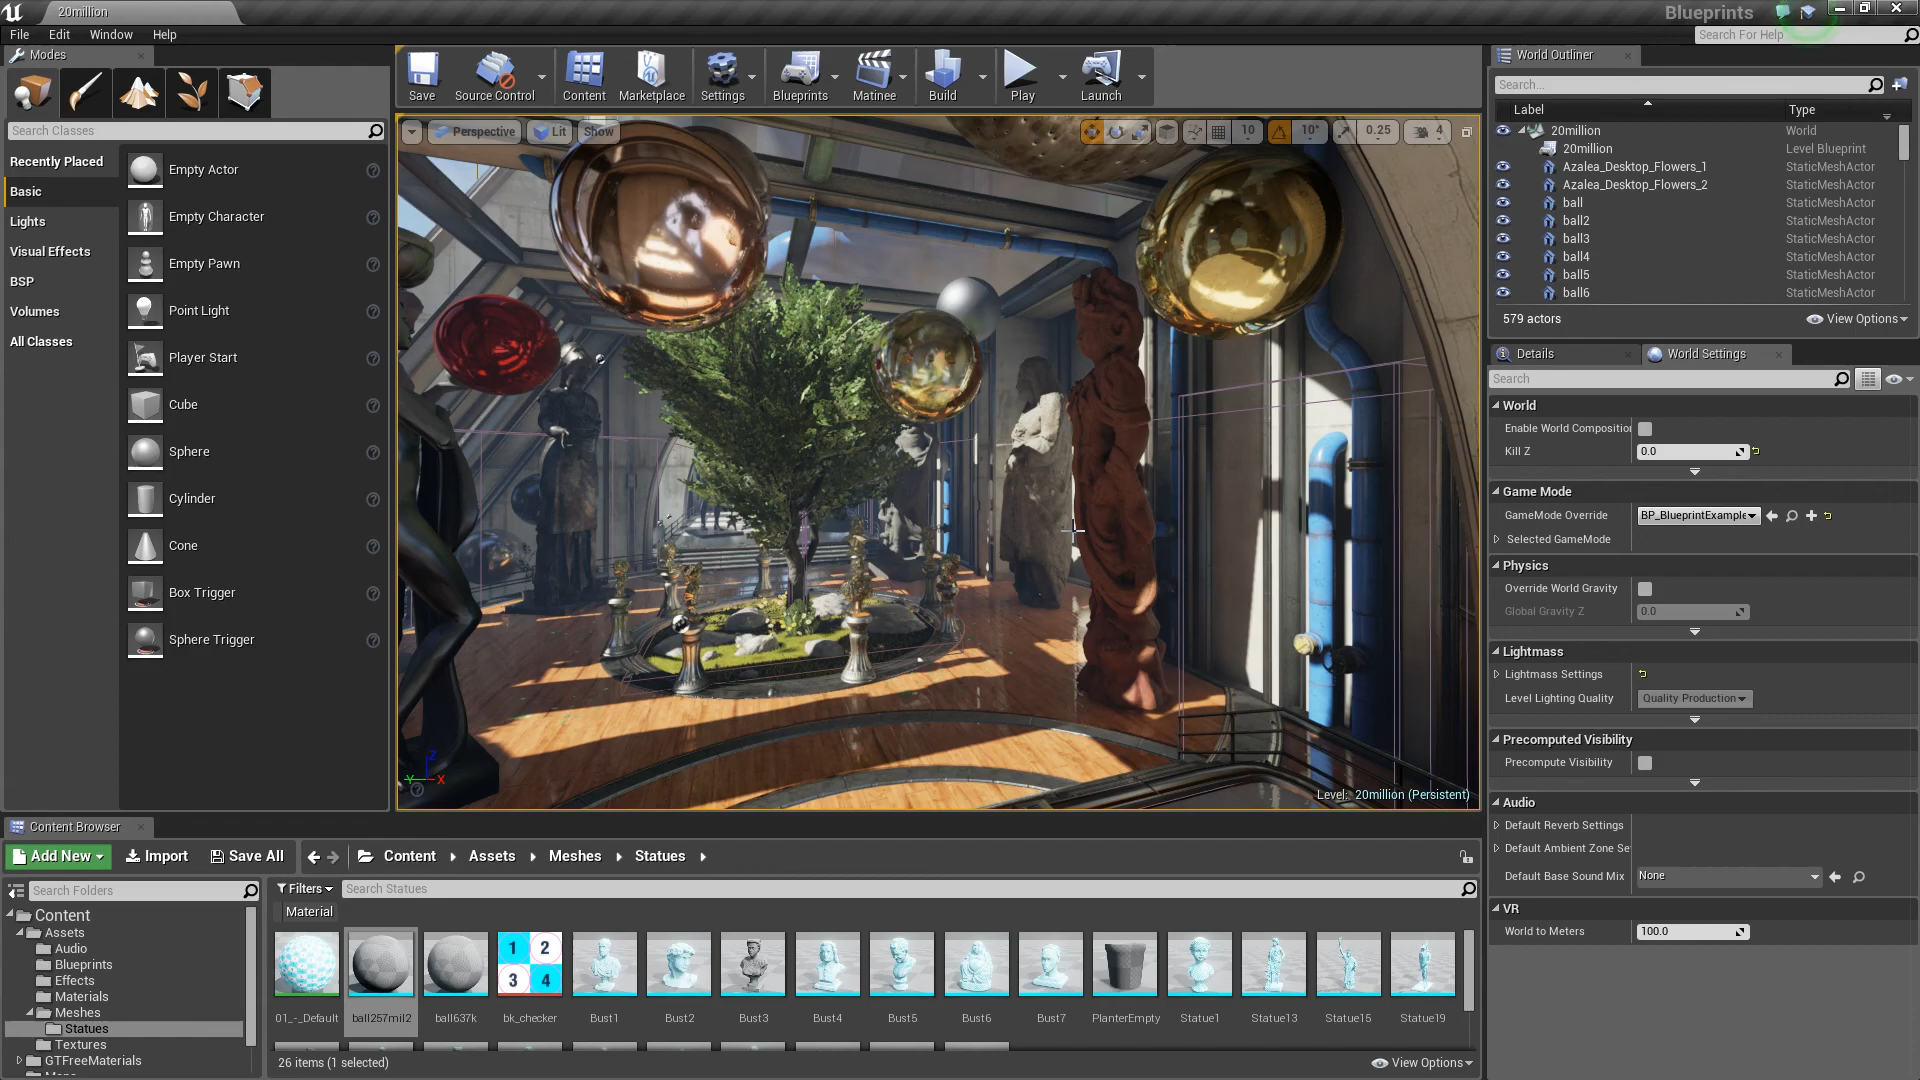 20million
Blueprints
File Edit Window Help
Search For Help
Modes
Search Classes
Recently Placed
Basic
Lights
Visual Effects
BSP
Volumes
All Classes
Empty Actor
Empty Character
Empty Pawn
Point Light
Player Start
Cube
Sphere
Cylinder
Cone
Box Trigger
Sphere Trigger
Save Source Control Content Marketplace Settings Blueprints Matinee Build Play Launch
Perspective Lit Show 10 10° 0.25 4
Level: 20million (Persistent)
Z
Y X
World Outliner
Search...
Label Type
20million World
20million Level Blueprint
Azalea_Desktop_Flowers_1 StaticMeshActor
Azalea_Desktop_Flowers_2 StaticMeshActor
ball StaticMeshActor
ball2 StaticMeshActor
ball3 StaticMeshActor
ball4 StaticMeshActor
ball5 StaticMeshActor
ball6 StaticMeshActor
579 actors View Options
Details World Settings
Search
World
Enable World Compositio
Kill Z 0.0
Game Mode
GameMode Override BP_BlueprintExample
Selected GameMode
Physics
Override World Gravity
Global Gravity Z 0.0
Lightmass
Lightmass Settings
Level Lighting Quality Quality Production
Precomputed Visibility
Precompute Visibility
Audio
Default Reverb Settings
Default Ambient Zone Se
Default Base Sound Mix None
VR
World to Meters 100.0
Content Browser
Add New Import Save All Content Assets Meshes Statues
Search Folders
Content
Assets
Audio
Blueprints
Effects
Materials
Meshes
Statues
Textures
GTFreeMaterials
Filters Search Statues
Material
1 2
3 4
01_-_Default ball257mil2 ball637k bk_checker Bust1 Bust2 Bust3 Bust4 Bust5 Bust6 Bust7 PlanterEmpty Statue1 Statue13 Statue15 Statue19
26 items (1 selected) View Options